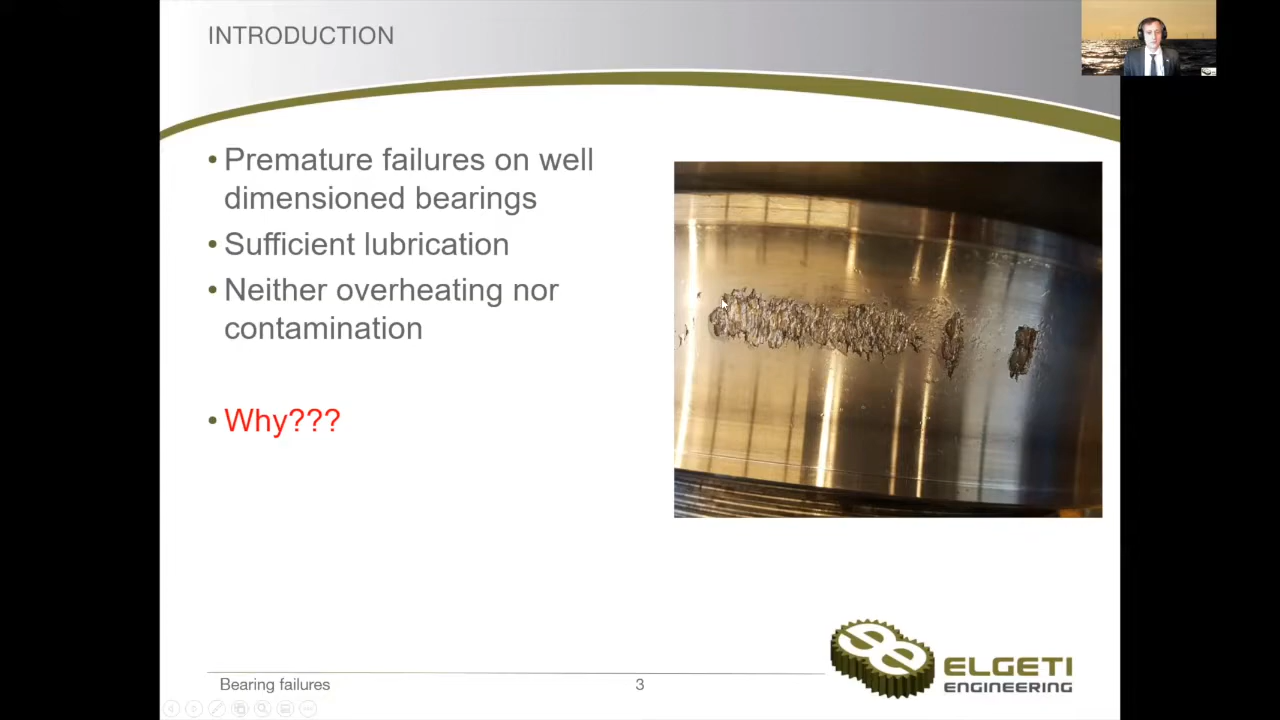 INTRODUCTION
• Premature failures on well
dimensioned bearings
• Sufficient lubrication
• Neither overheating nor
contamination
• Why???
ELGETI
ENGINEERING
Bearing failures
3